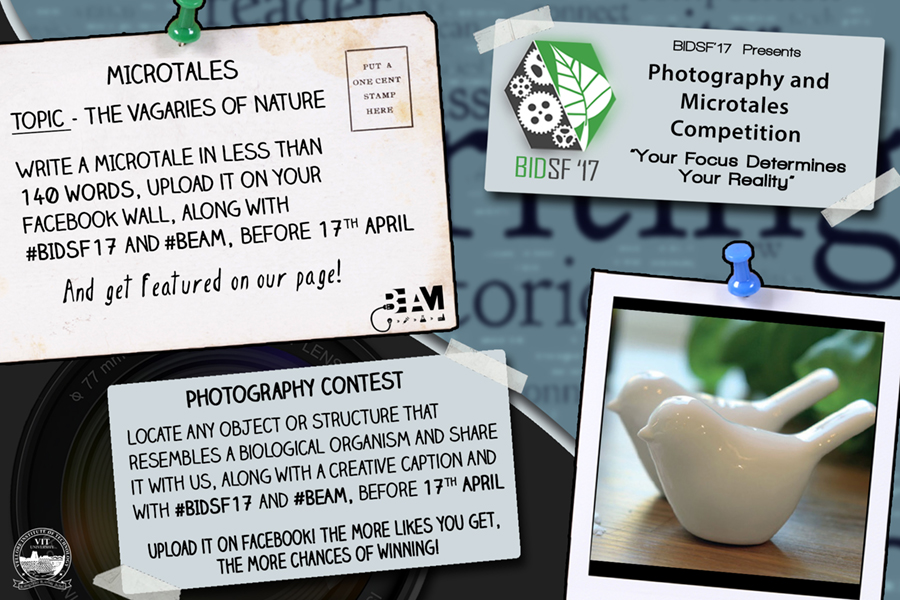 MICROTALES
TOPIC - THE VAGARIES OF NATURE
WRITE A MICROTALE IN LESS THAN
140 WORDS, UPLOAD IT ON YOUR
FACEBOOK WALL, ALONG WITH
#BIDSF17 AND #BEAM, BEFORE 17TH APRIL
And get featured on our page!
PUT A
ONE CENT
STAMP
HERE
BEAM
BIDSF '17
BIDSF'17 Presents
Photography and
Microtales
Competition
"Your Focus Determines
Your Reality"
PHOTOGRAPHY CONTEST
LOCATE ANY OBJECT OR STRUCTURE THAT
RESEMBLES A BIOLOGICAL ORGANISM AND SHARE
IT WITH US, ALONG WITH A CREATIVE CAPTION AND
WITH #BIDSF17 AND #BEAM, BEFORE 17TH APRIL
UPLOAD IT ON FACEBOOK! THE MORE LIKES YOU GET,
THE MORE CHANCES OF WINNING!
77 mm
LENS
VIT
UNIVERSITY